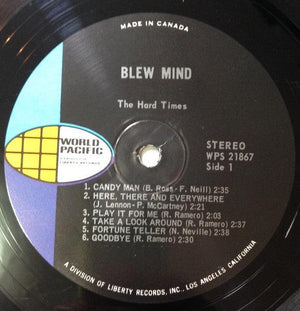 MADE IN CANADA
BLEW MIND
The Hard Times
WORLD
PACIFIC
STEREO
WPS 21867
Side 1
1. CANDY MAN (B. Ross - F. Neill) 2:35
2. HERE, THERE AND EVERYWHERE
(J. Lennon - P. McCartney) 2:21
3. PLAY IT FOR ME (R. Ramero) 2:03
4. TAKE A LOOK AROUND (R. Ramero) 2:37
5. FORTUNE TELLER (N. Neville) 2:38
6. GOODBYE (R. Ramero) 2:30
A DIVISION OF LIBERTY RECORDS, INC., LOS ANGELES, CALIFORNIA